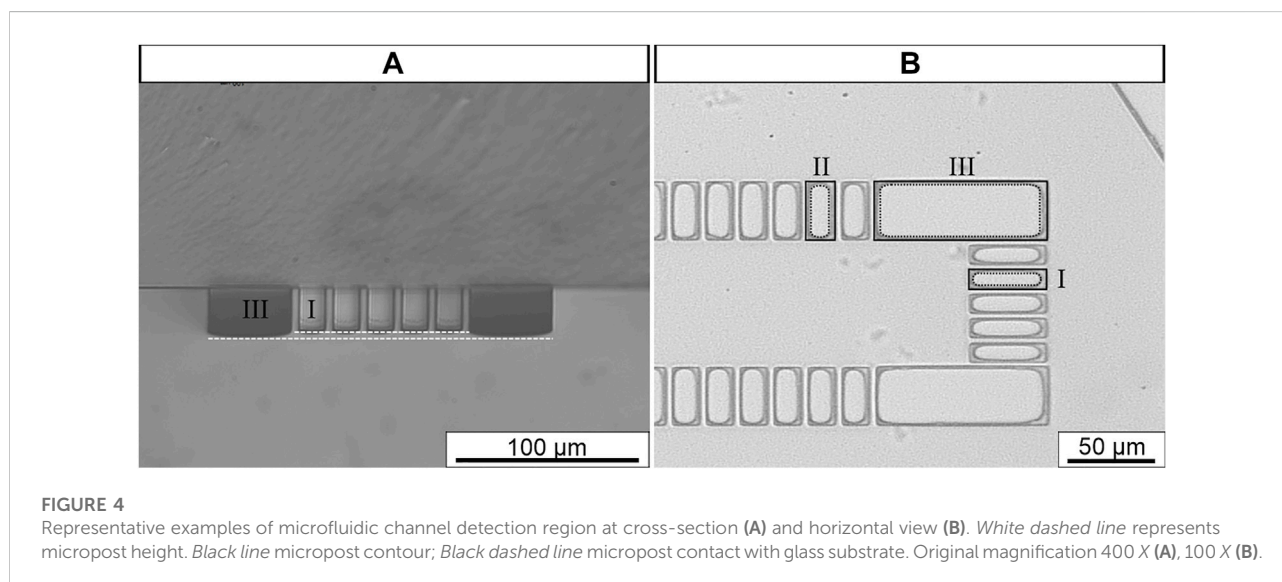 A
B
II
III
III
I
I
100 µm
50 µm
FIGURE 4
Representative examples of microfluidic channel detection region at cross-section (A) and horizontal view (B). White dashed line represents
micropost height. Black line micropost contour; Black dashed line micropost contact with glass substrate. Original magnification 400 X (A), 100 X (B).